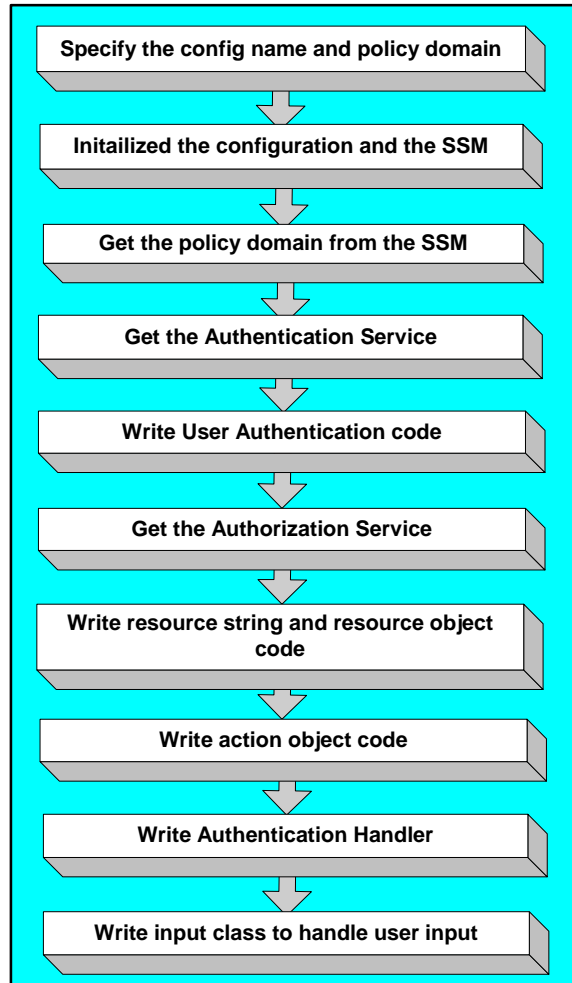 Specify the config name and policy domain
Initailized the configuration and the SSM
Get the policy domain from the SSM
Get the Authentication Service
Write User Authentication code
Get the Authorization Service
Write resource string and resource object
code
Write action object code
Write Authentication Handler
Write input class to handle user input